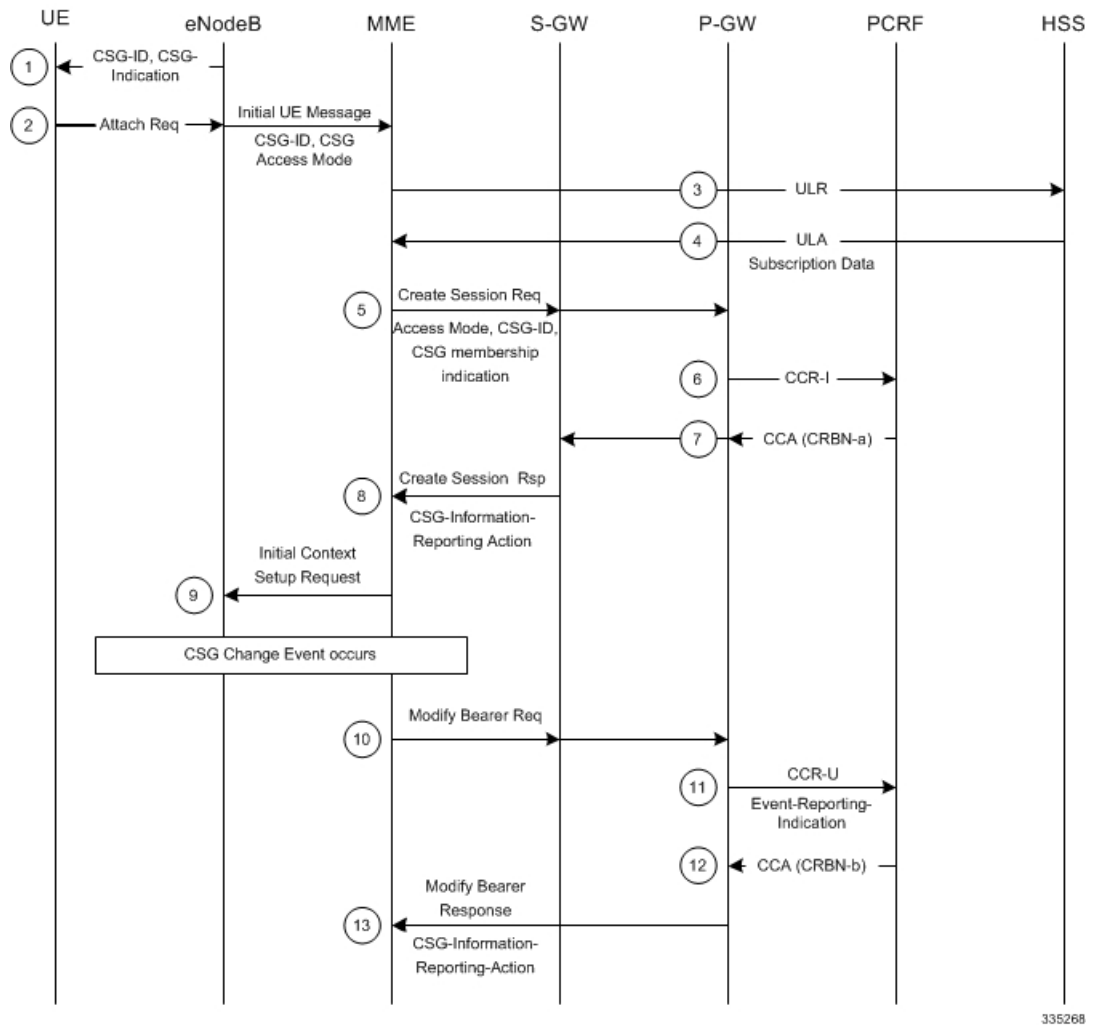 UE
eNodeB
MME
S-GW
P-GW
PCRF
HSS
1
CSG-ID, CSG-
Indication
2
Attach Req
Initial UE Message
CSG-ID, CSG
Access Mode
3
ULR
4
ULA
Subscription Data
5
Create Session Req
Access Mode, CSG-ID,
CSG membership
indication
6
CCR-I
7
CCA (CRBN-a)
8
Create Session Rsp
CSG-Information-
Reporting Action
9
Initial Context
Setup Request
CSG Change Event occurs
10
Modify Bearer Req
11
CCR-U
Event-Reporting-
Indication
12
CCA (CRBN-b)
13
Modify Bearer
Response
CSG-Information-
Reporting-Action
335268